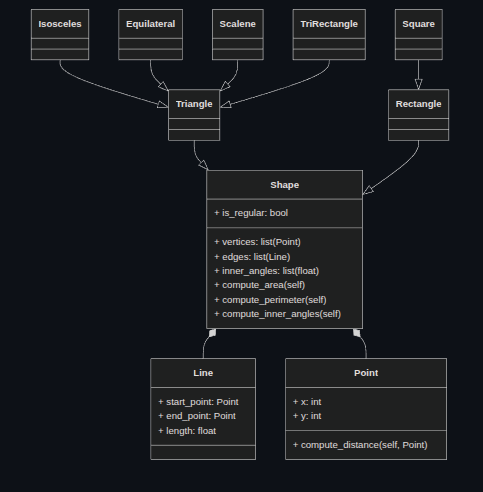 Isosceles
Equilateral
Scalene
TriRectangle
Square
Triangle
Rectangle
Shape
+ is_regular: bool
+ vertices: list(Point)
+ edges: list(Line)
+ inner_angles: list(float)
+ compute_area(self)
+ compute_perimeter(self)
+ compute_inner_angles(self)
Line
+ start_point: Point
+ end_point: Point
+ length: float
Point
+ x: int
+ y: int
+ compute_distance(self, Point)